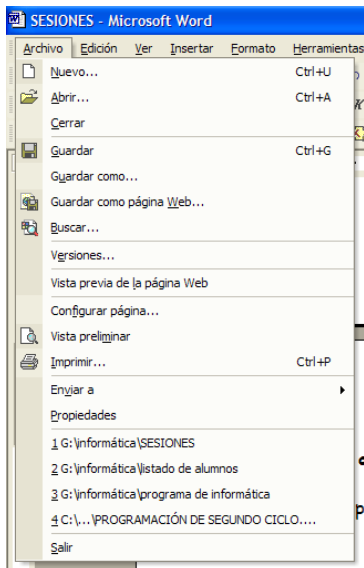 SESIONES - Microsoft Word
Archivo Edición Ver Insertar Formato Herramientas
Nuevo... Ctrl+U
Abrir... Ctrl+A
Cerrar
Guardar Ctrl+G
Guardar como...
Guardar como página Web...
Buscar...
Versiones...
Vista previa de la página Web
Configurar página...
Vista preliminar
Imprimir... Ctrl+P
Enviar a
Propiedades
1 G:\informática\SESIONES
2 G:\informática\listado de alumnos
3 G:\informática\programa de informática
4 C:\...\PROGRAMACIÓN DE SEGUNDO CICLO....
Salir